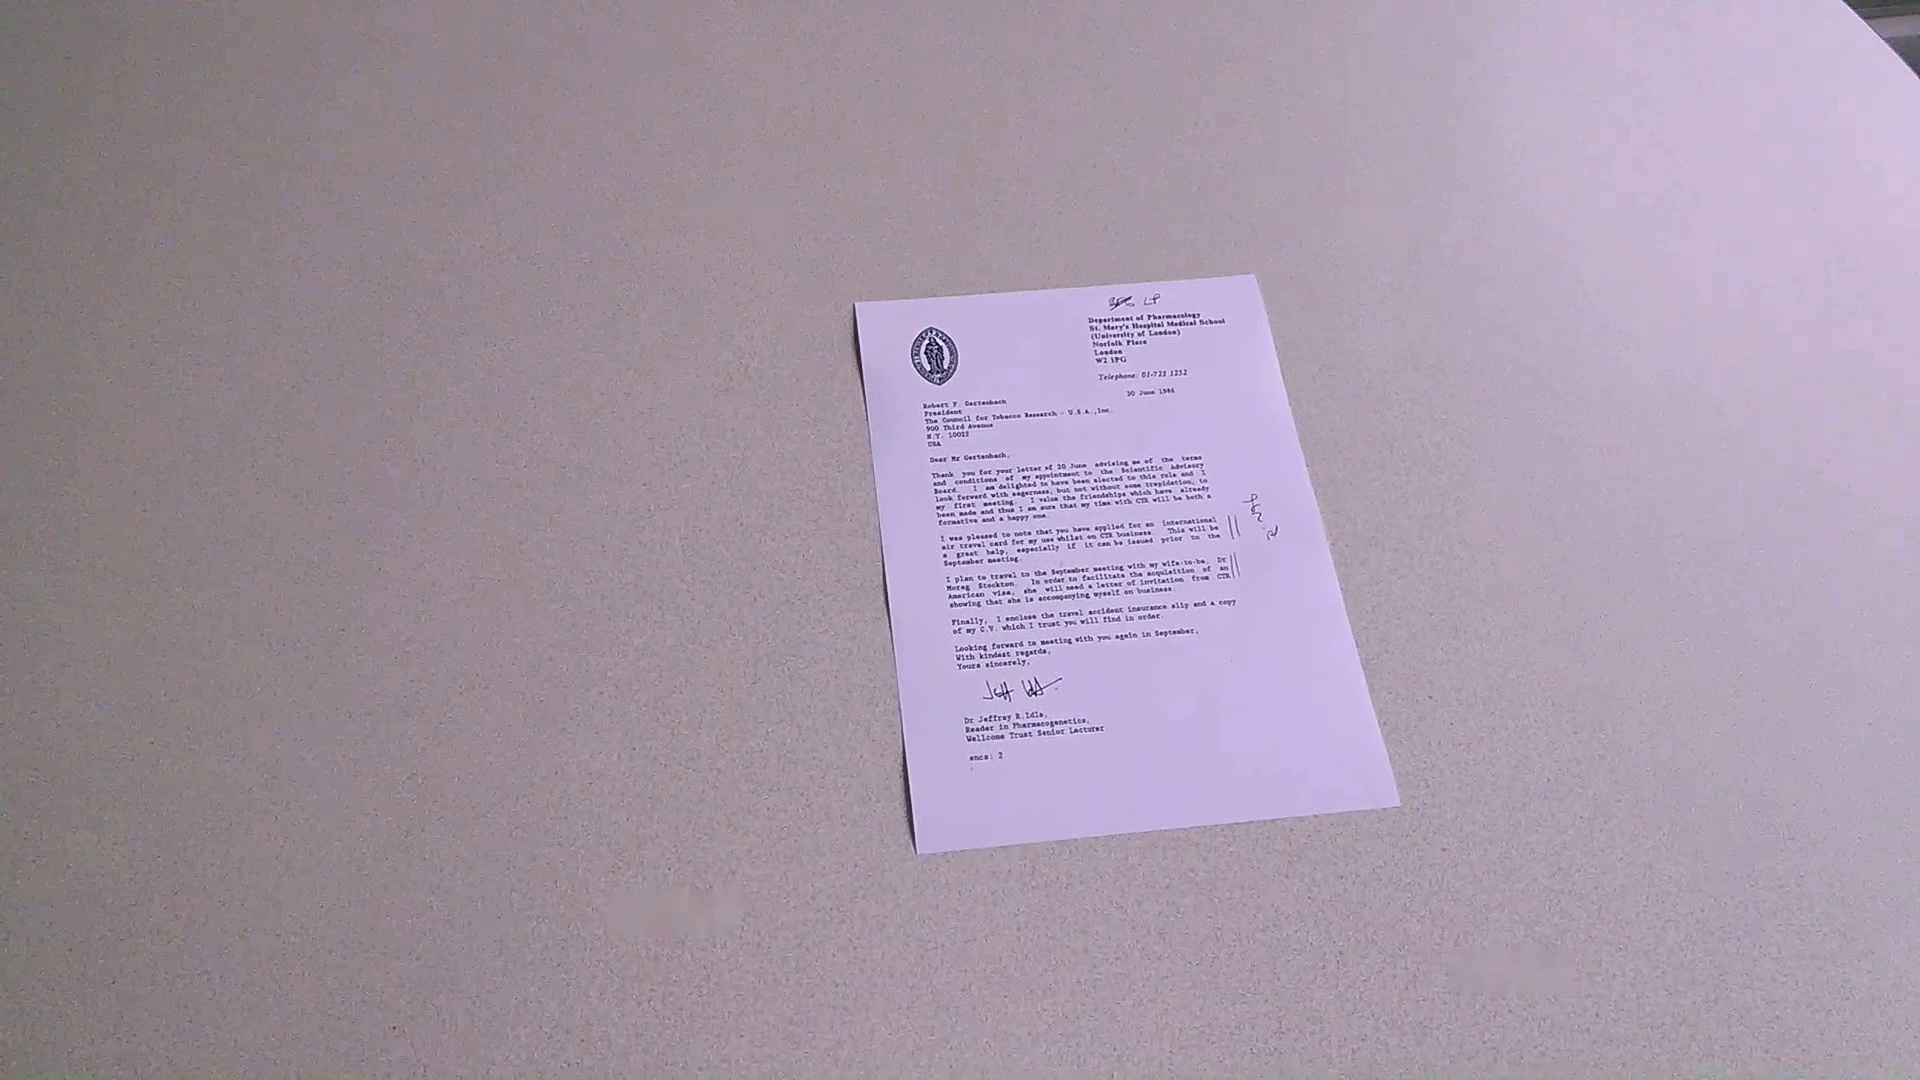 LP
Department of Pharmacology
St. Mary's Hospital Medical School
(University of London)
Norfolk Place
London
W2 1PG
Telephone: 01-723 1252
30 June 1986
Robert F. Gertenbach
President
The Council for Tobacco Research - U.S.A.,Inc.
900 Third Avenue
N.Y. 10022
USA
Dear Mr Gertenbach,
Thank you for your letter of 20 June advising me of the terms
and conditions of my appointment to the Scientific Advisory
Board. I am delighted to have been elected to this role and I
look forward with eagerness, but not without some trepidation, to
my first meeting. I value the friendships which have already
been made and thus I am sure that my time with CTR will be both a
formative and a happy one.
I was pleased to note that you have applied for an international
air travel card for my use whilst on CTR business. This will be
a great help, especially if it can be issued prior to the
September meeting.
I plan to travel to the September meeting with my wife-to-be, Dr
Morag Stockton. In order to facilitate the acquisition of an
American visa, she will need a letter of invitation from CTR
showing that she is accompanying myself on business.
Finally, I enclose the travel accident insurance slip and a copy
of my C.V. which I trust you will find in order.
Looking forward to meeting with you again in September,
With kindest regards,
Yours sincerely,
Dr Jeffrey R.Idle,
Reader in Pharmacogenetics,
Wellcome Trust Senior Lecturer.
encs: 2